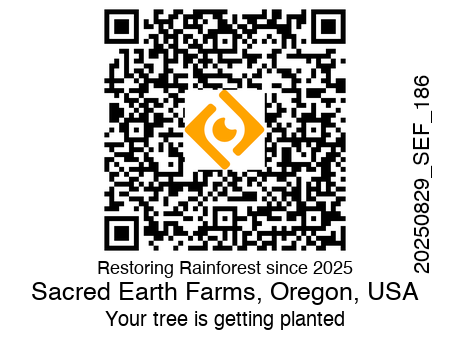 Restoring Rainforest since 2025
Sacred Earth Farms, Oregon, USA
Your tree is getting planted
20250829_SEF_186